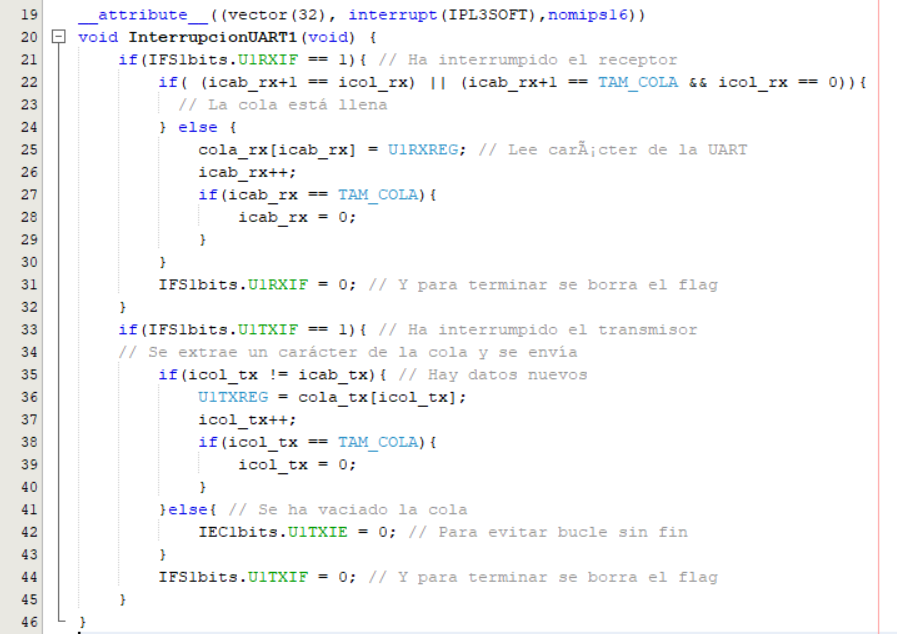 19 __attribute__((vector(32), interrupt(IPL3SOFT),nomips16))
20 void InterrupcionUART1(void) {
21 if(IFS1bits.U1RXIF == 1){ // Ha interrumpido el receptor
22 if( (icab_rx+1 == icol_rx) || (icab_rx+1 == TAM_COLA && icol_rx == 0)){
23 // La cola está llena
24 } else {
25 cola_rx[icab_rx] = U1RXREG; // Lee carÃ¡cter de la UART
26 icab_rx++;
27 if(icab_rx == TAM_COLA){
28 icab_rx = 0;
29 }
30 }
31 IFS1bits.U1RXIF = 0; // Y para terminar se borra el flag
32 }
33 if(IFS1bits.U1TXIF == 1){ // Ha interrumpido el transmisor
34 // Se extrae un carácter de la cola y se envía
35 if(icol_tx != icab_tx){ // Hay datos nuevos
36 U1TXREG = cola_tx[icol_tx];
37 icol_tx++;
38 if(icol_tx == TAM_COLA){
39 icol_tx = 0;
40 }
41 }else{ // Se ha vaciado la cola
42 IEC1bits.U1TXIE = 0; // Para evitar bucle sin fin
43 }
44 IFS1bits.U1TXIF = 0; // Y para terminar se borra el flag
45 }
46 }